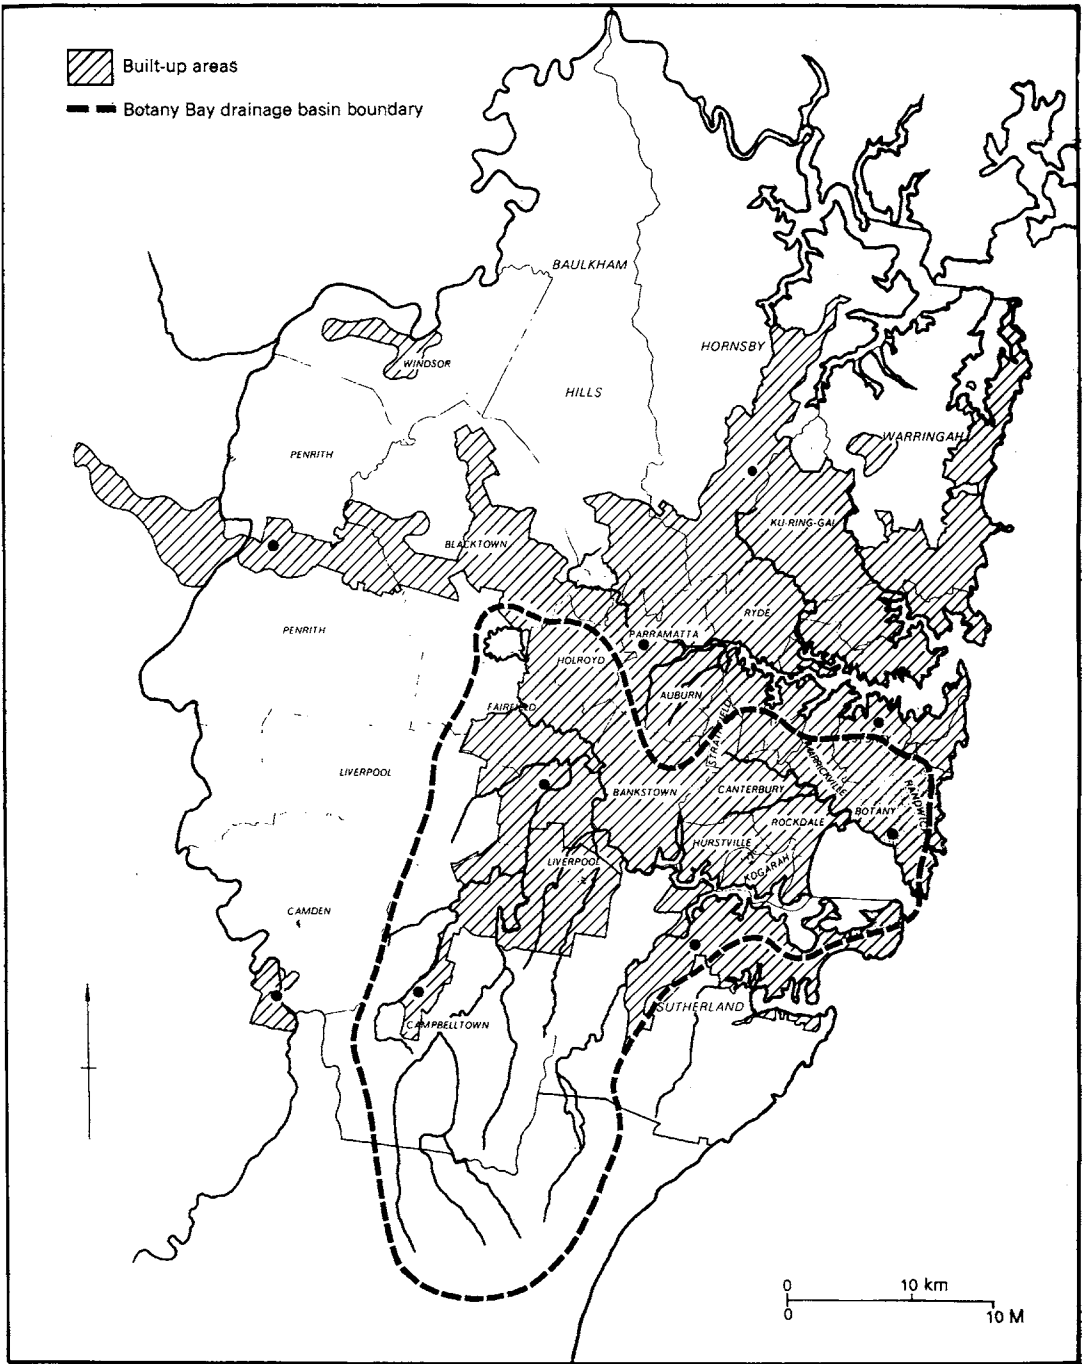 Built-up areas
Botany Bay drainage basin boundary
BAULKHAM
HORNSBY
WINDSOR
HILLS
WARRINGAH
PENRITH
KU-RING-GAI
BLACKTOWN
RYDE
PENRITH
PARRAMATTA
HOLROYD
AUBURN
FAIRFIELD
STRATHFIELD
LIVERPOOL
MARRICKVILLE
BANKSTOWN
CANTERBURY
RANDWICK
BOTANY
ROCKDALE
HURSTVILLE
LIVERPOOL
KOGARAH
CAMDEN
SUTHERLAND
CAMPBELLTOWN
0 10 km
0 10 M